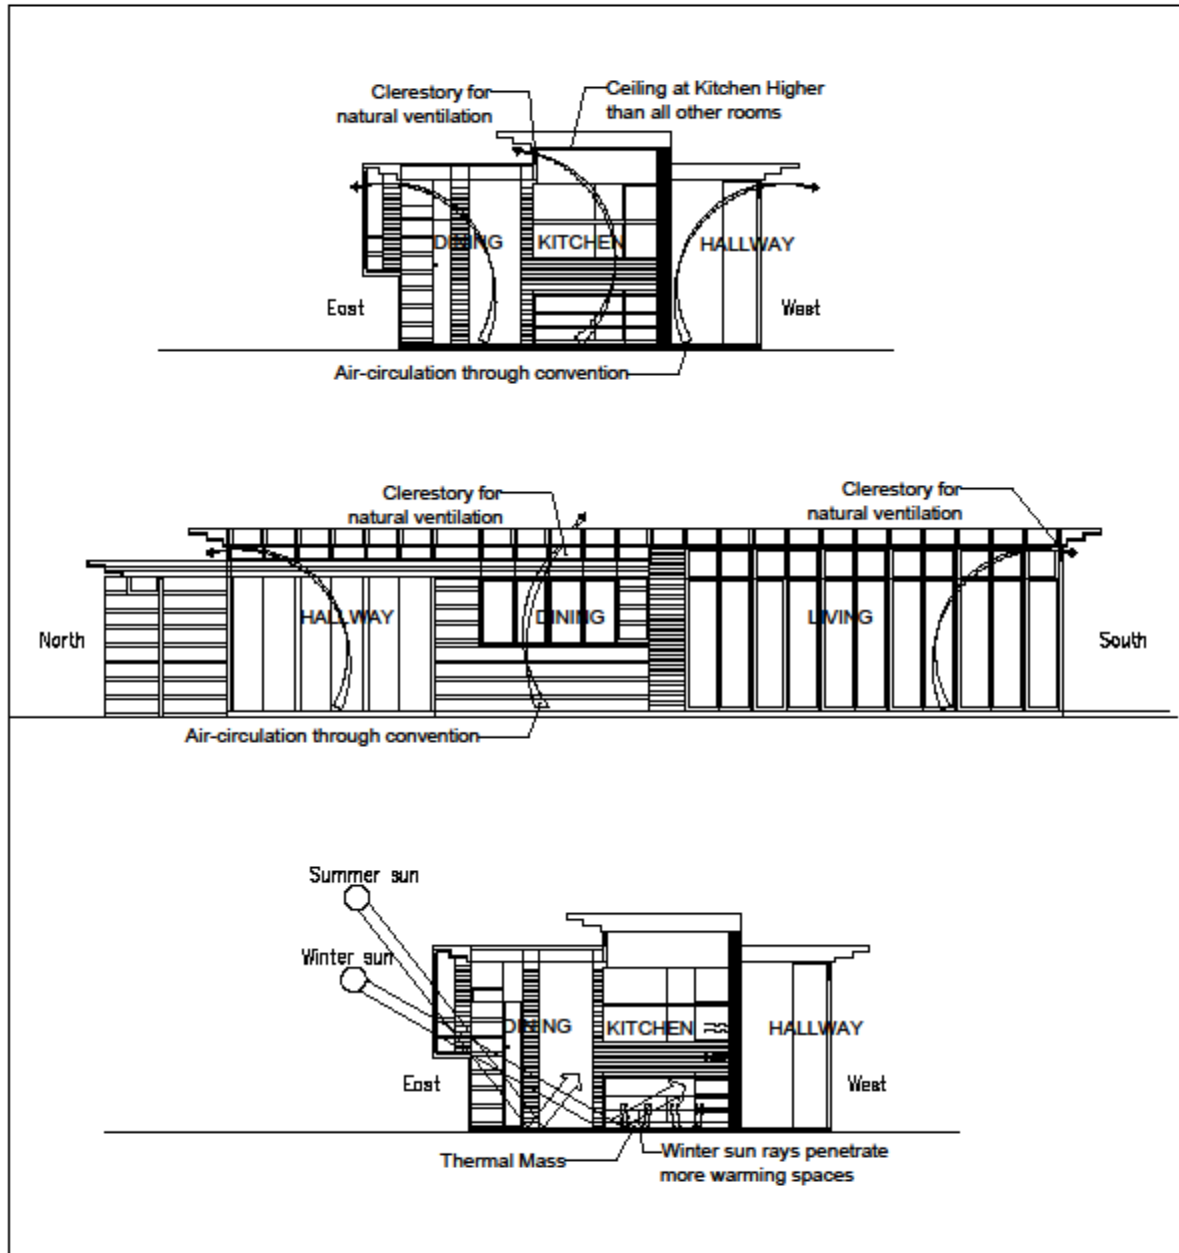 Clerestory for
natural ventilation
Ceiling at Kitchen Higher
than all other rooms
DINING
KITCHEN
HALLWAY
East
West
Air-circulation through convention
Clerestory for
natural ventilation
Clerestory for
natural ventilation
HALLWAY
DINING
LIVING
North
South
Air-circulation through convention
Summer sun
Winter sun
DINING
KITCHEN
HALLWAY
East
West
Thermal Mass
Winter sun rays penetrate
more warming spaces